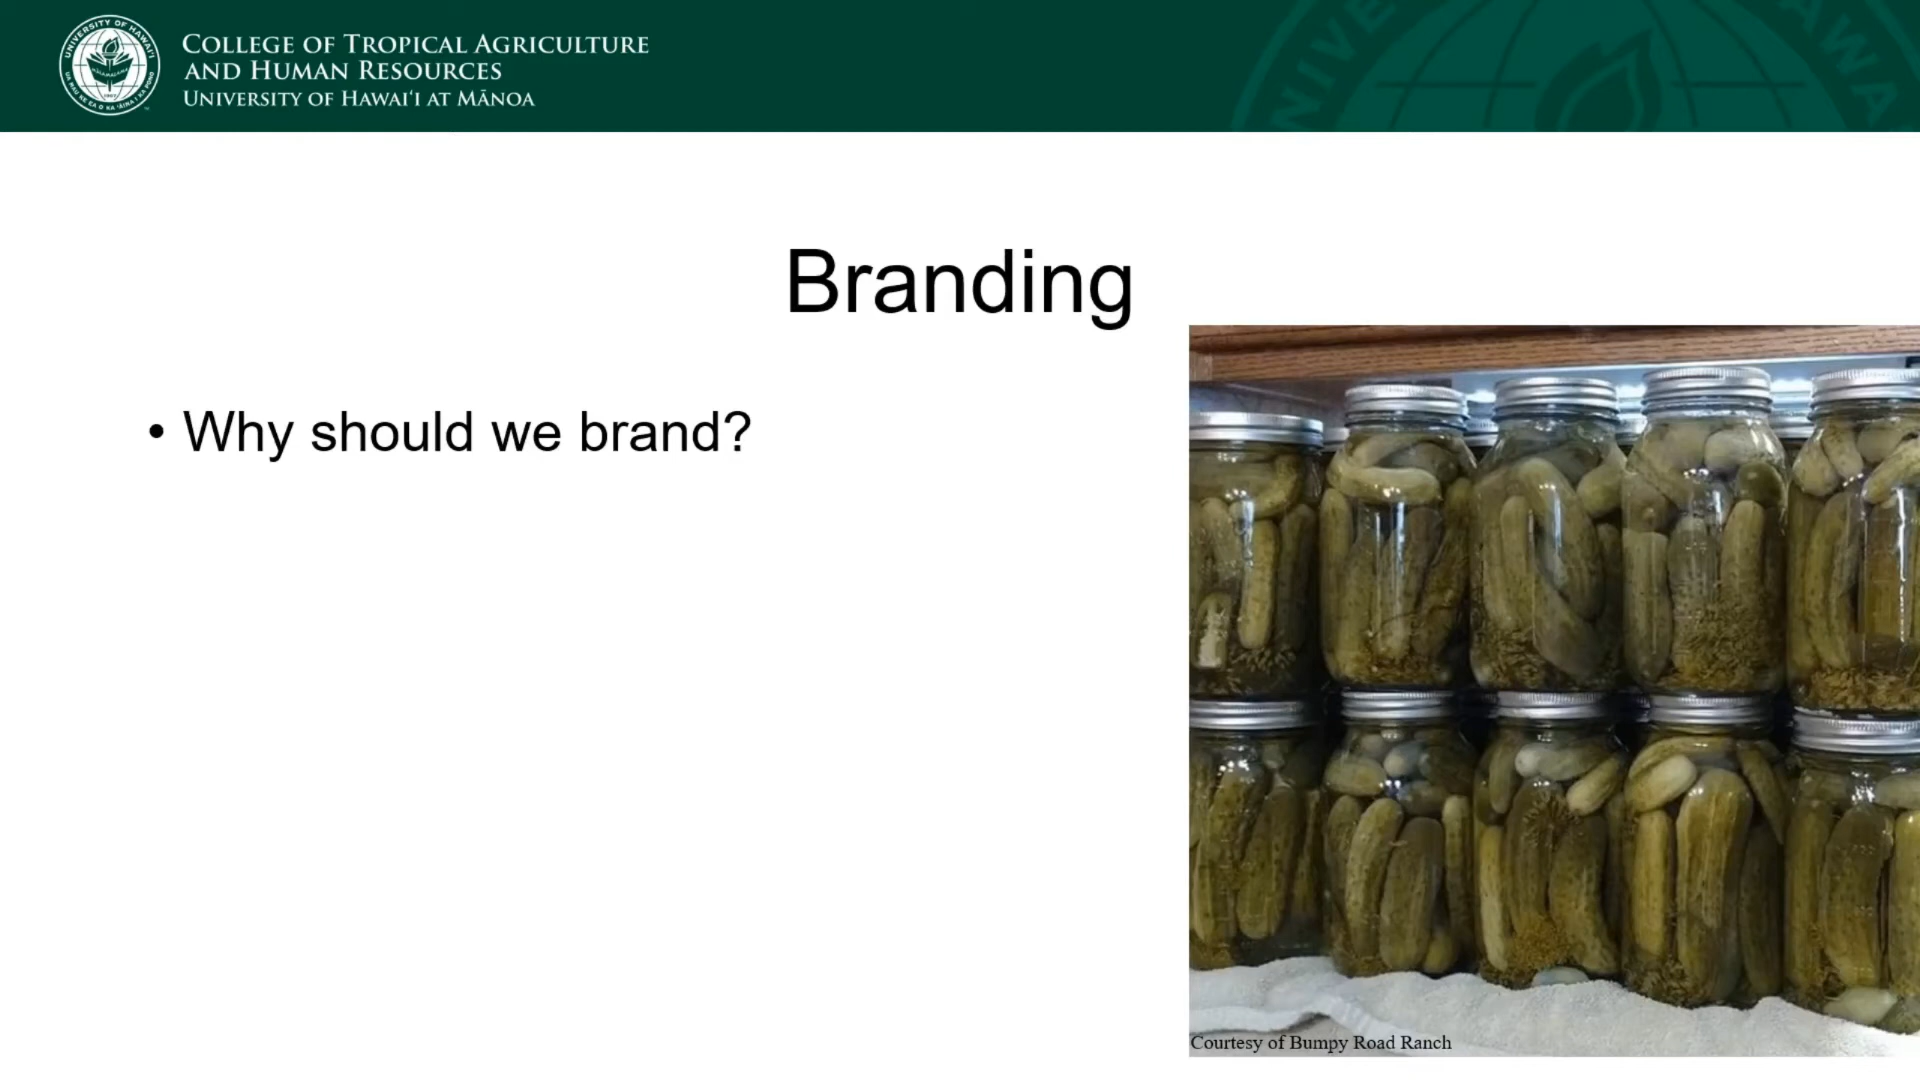 COLLEGE OF TROPICAL AGRICULTURE
AND HUMAN RESOURCES
UNIVERSITY OF HAWAIʻI AT MĀNOA
Branding
• Why should we brand?
Courtesy of Bumpy Road Ranch